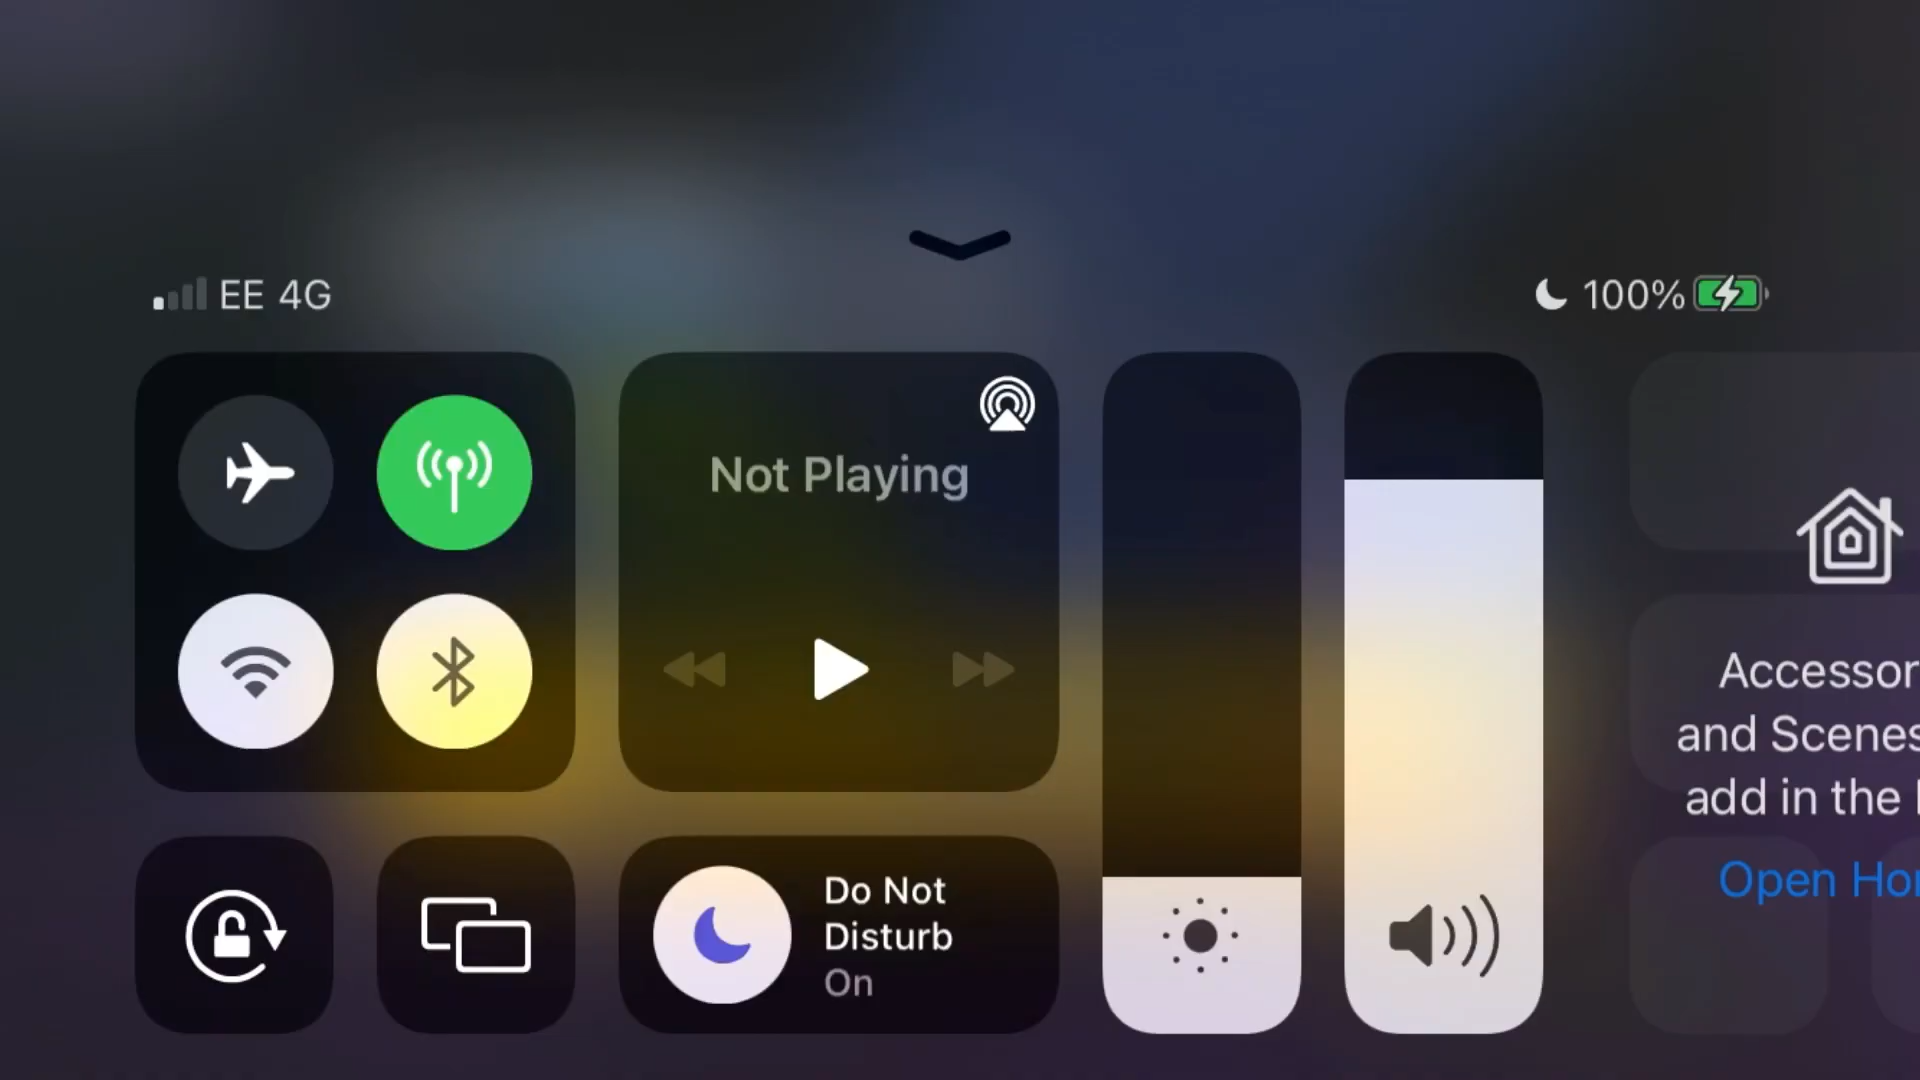 EE 4G
100%
Not Playing
Accessor
and Scenes
add in the
Open Ho
Do Not
Disturb
On